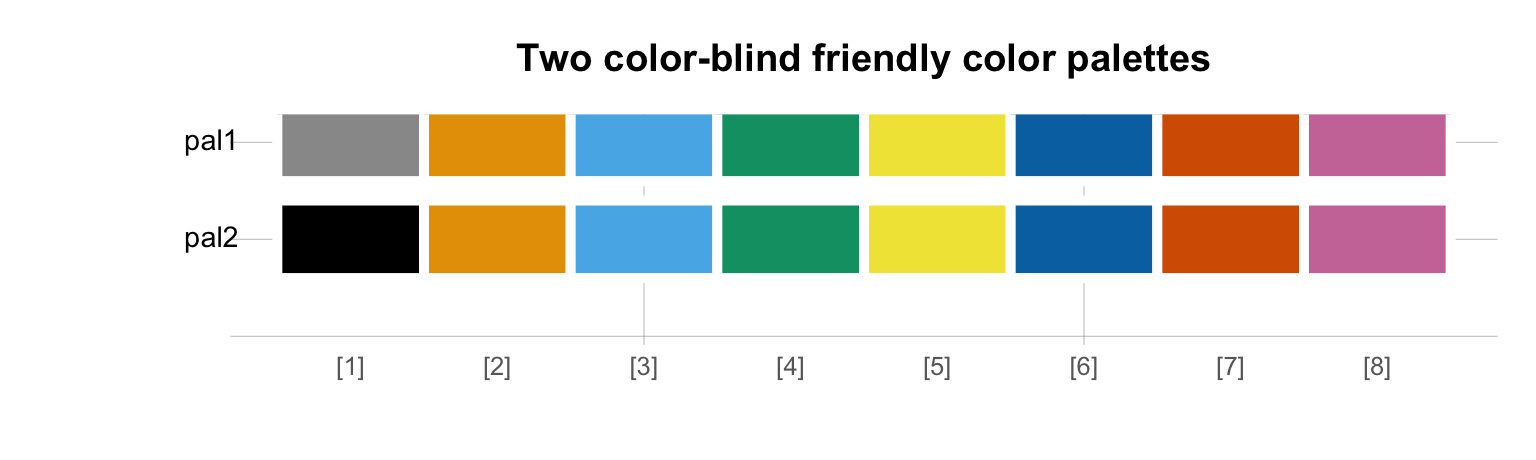 Two color-blind friendly color palettes
pal1
pal2
[1] [2] [3] [4] [5] [6] [7] [8]